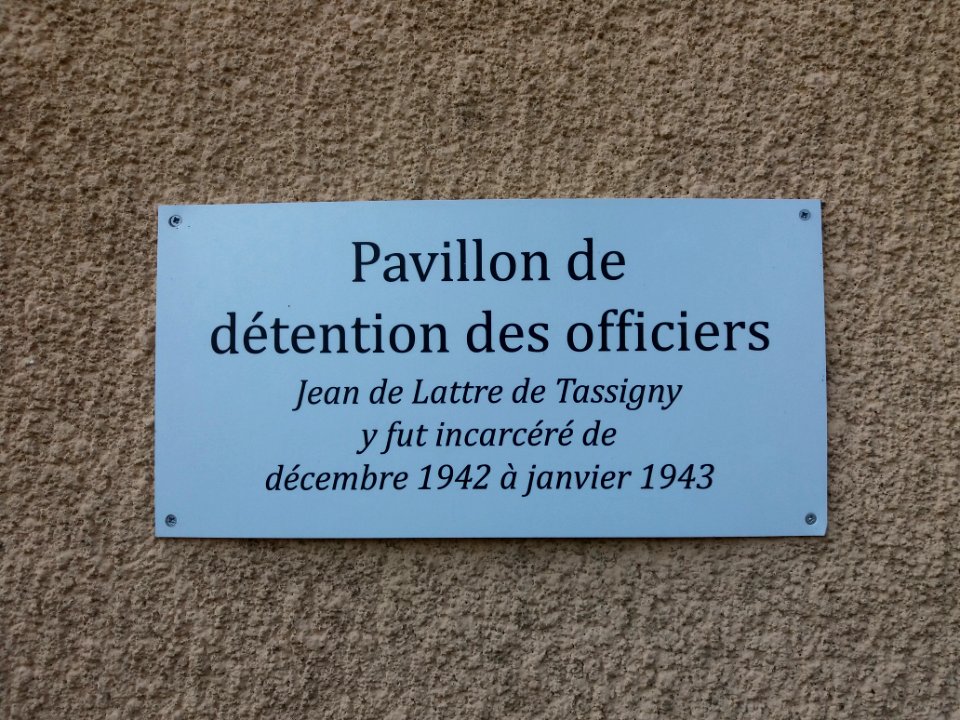 Pavillon de
détention des officiers
Jean de Lattre de Tassigny
y fut incarcéré de
décembre 1942 à janvier 1943